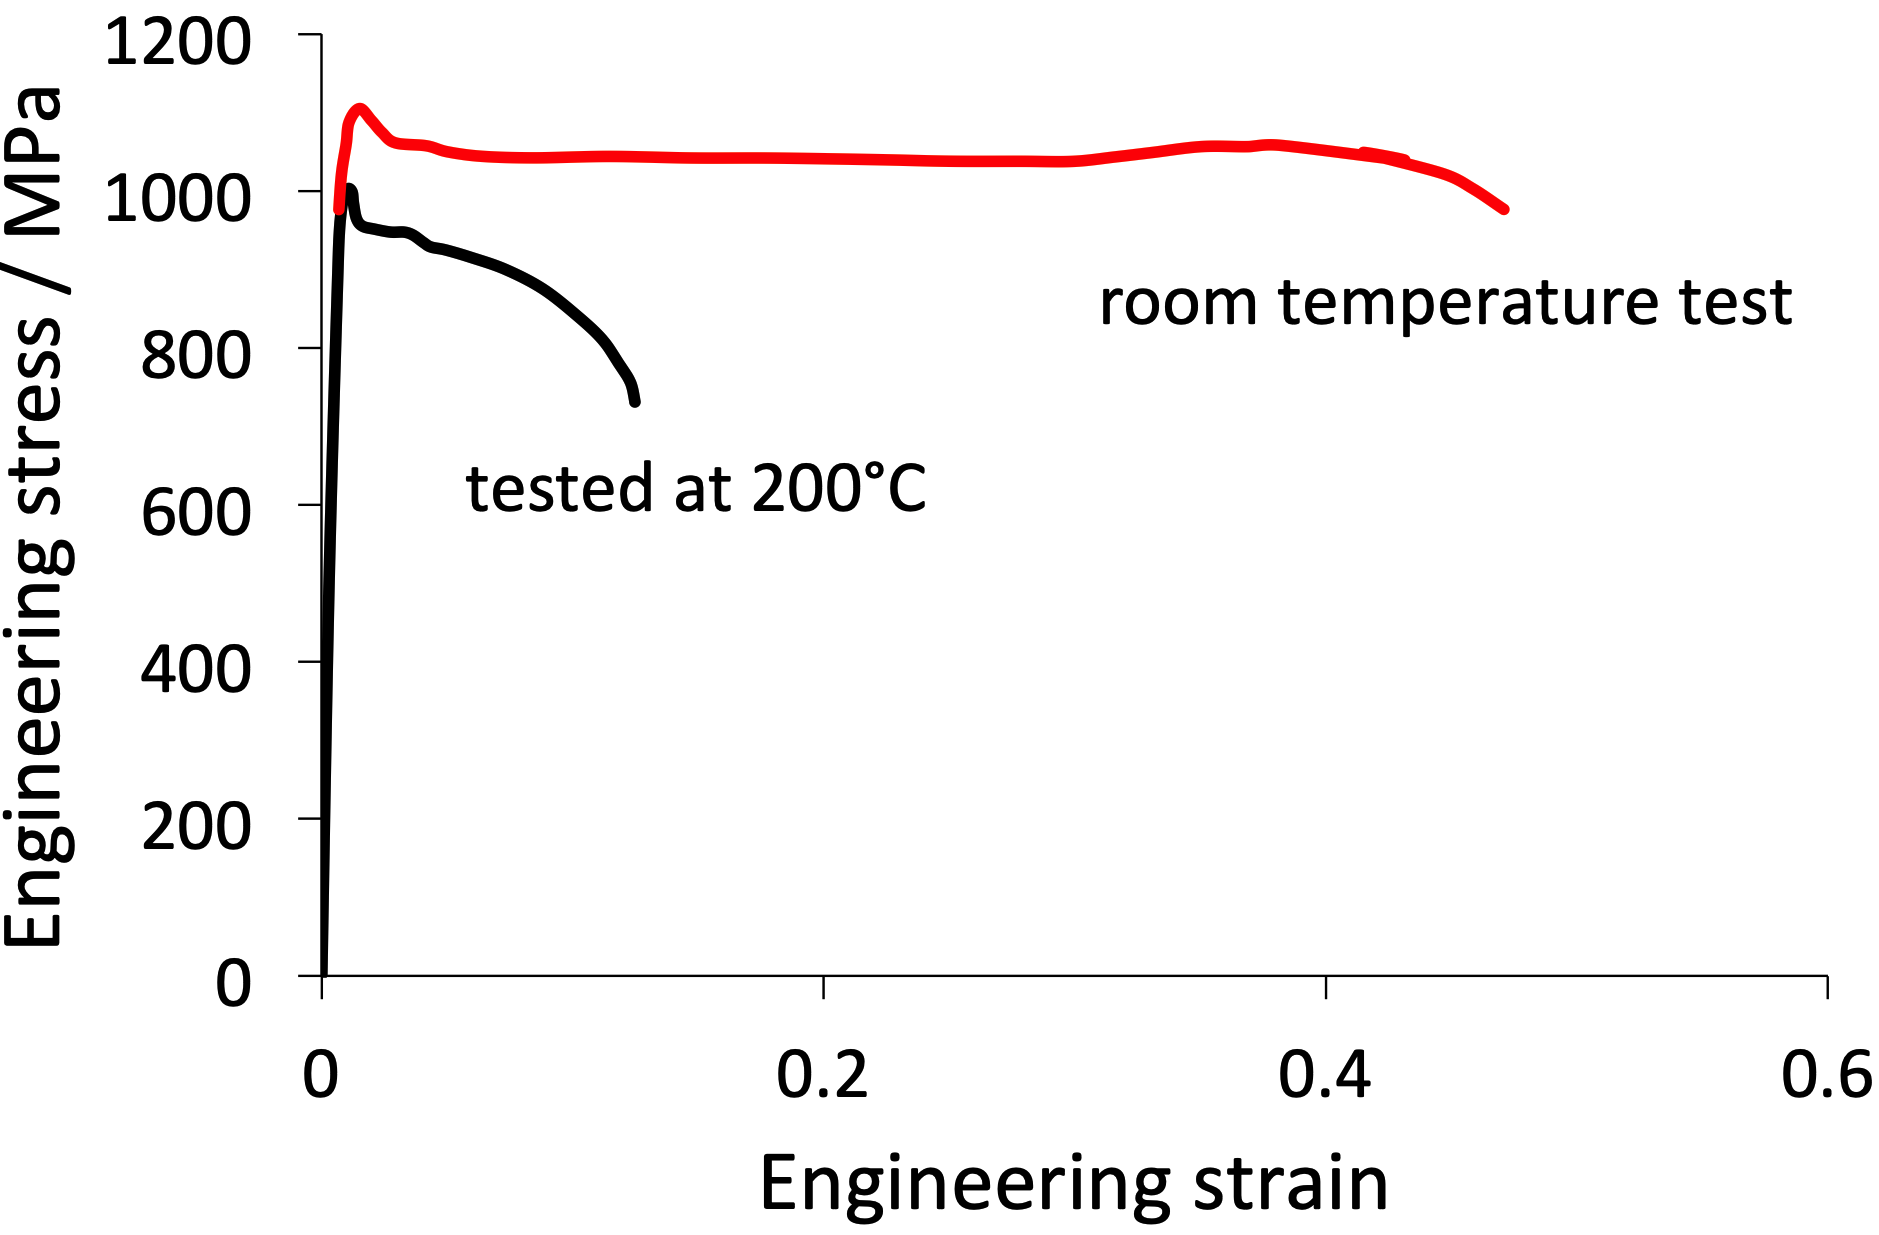 Engineering stress / MPa
1200
1000
800
600
400
200
0
room temperature test
tested at 200°C
0
0.2
0.4
0.6
Engineering strain